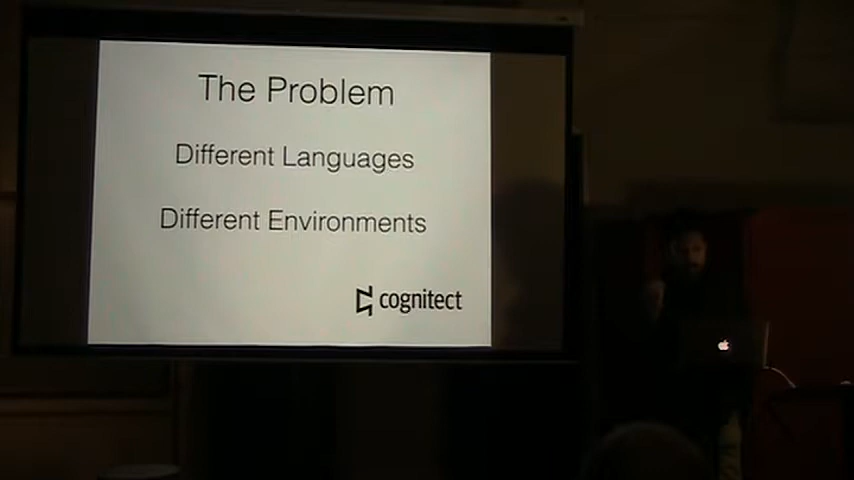 The Problem
Different Languages
Different Environments
cognitect